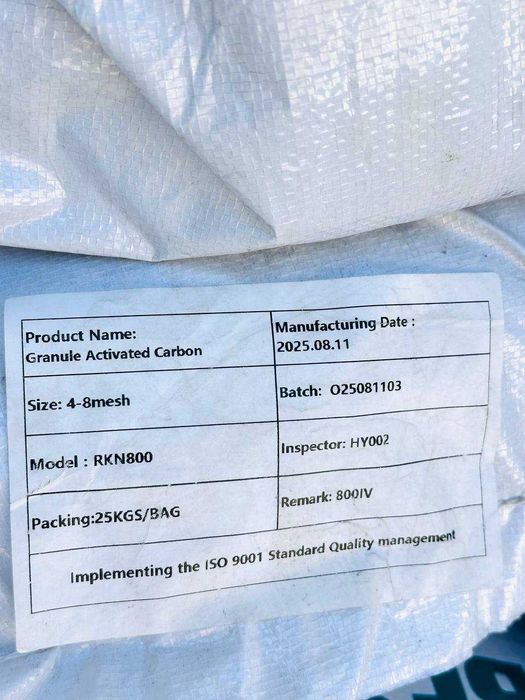 Product Name:
Granule Activated Carbon
Manufacturing Date :
2025.08.11
Size: 4-8mesh
Batch: O25081103
Model : RKN800
Inspector: HY002
Packing:25KGS/BAG
Remark: 800IV
Implementing the ISO 9001 Standard Quality management